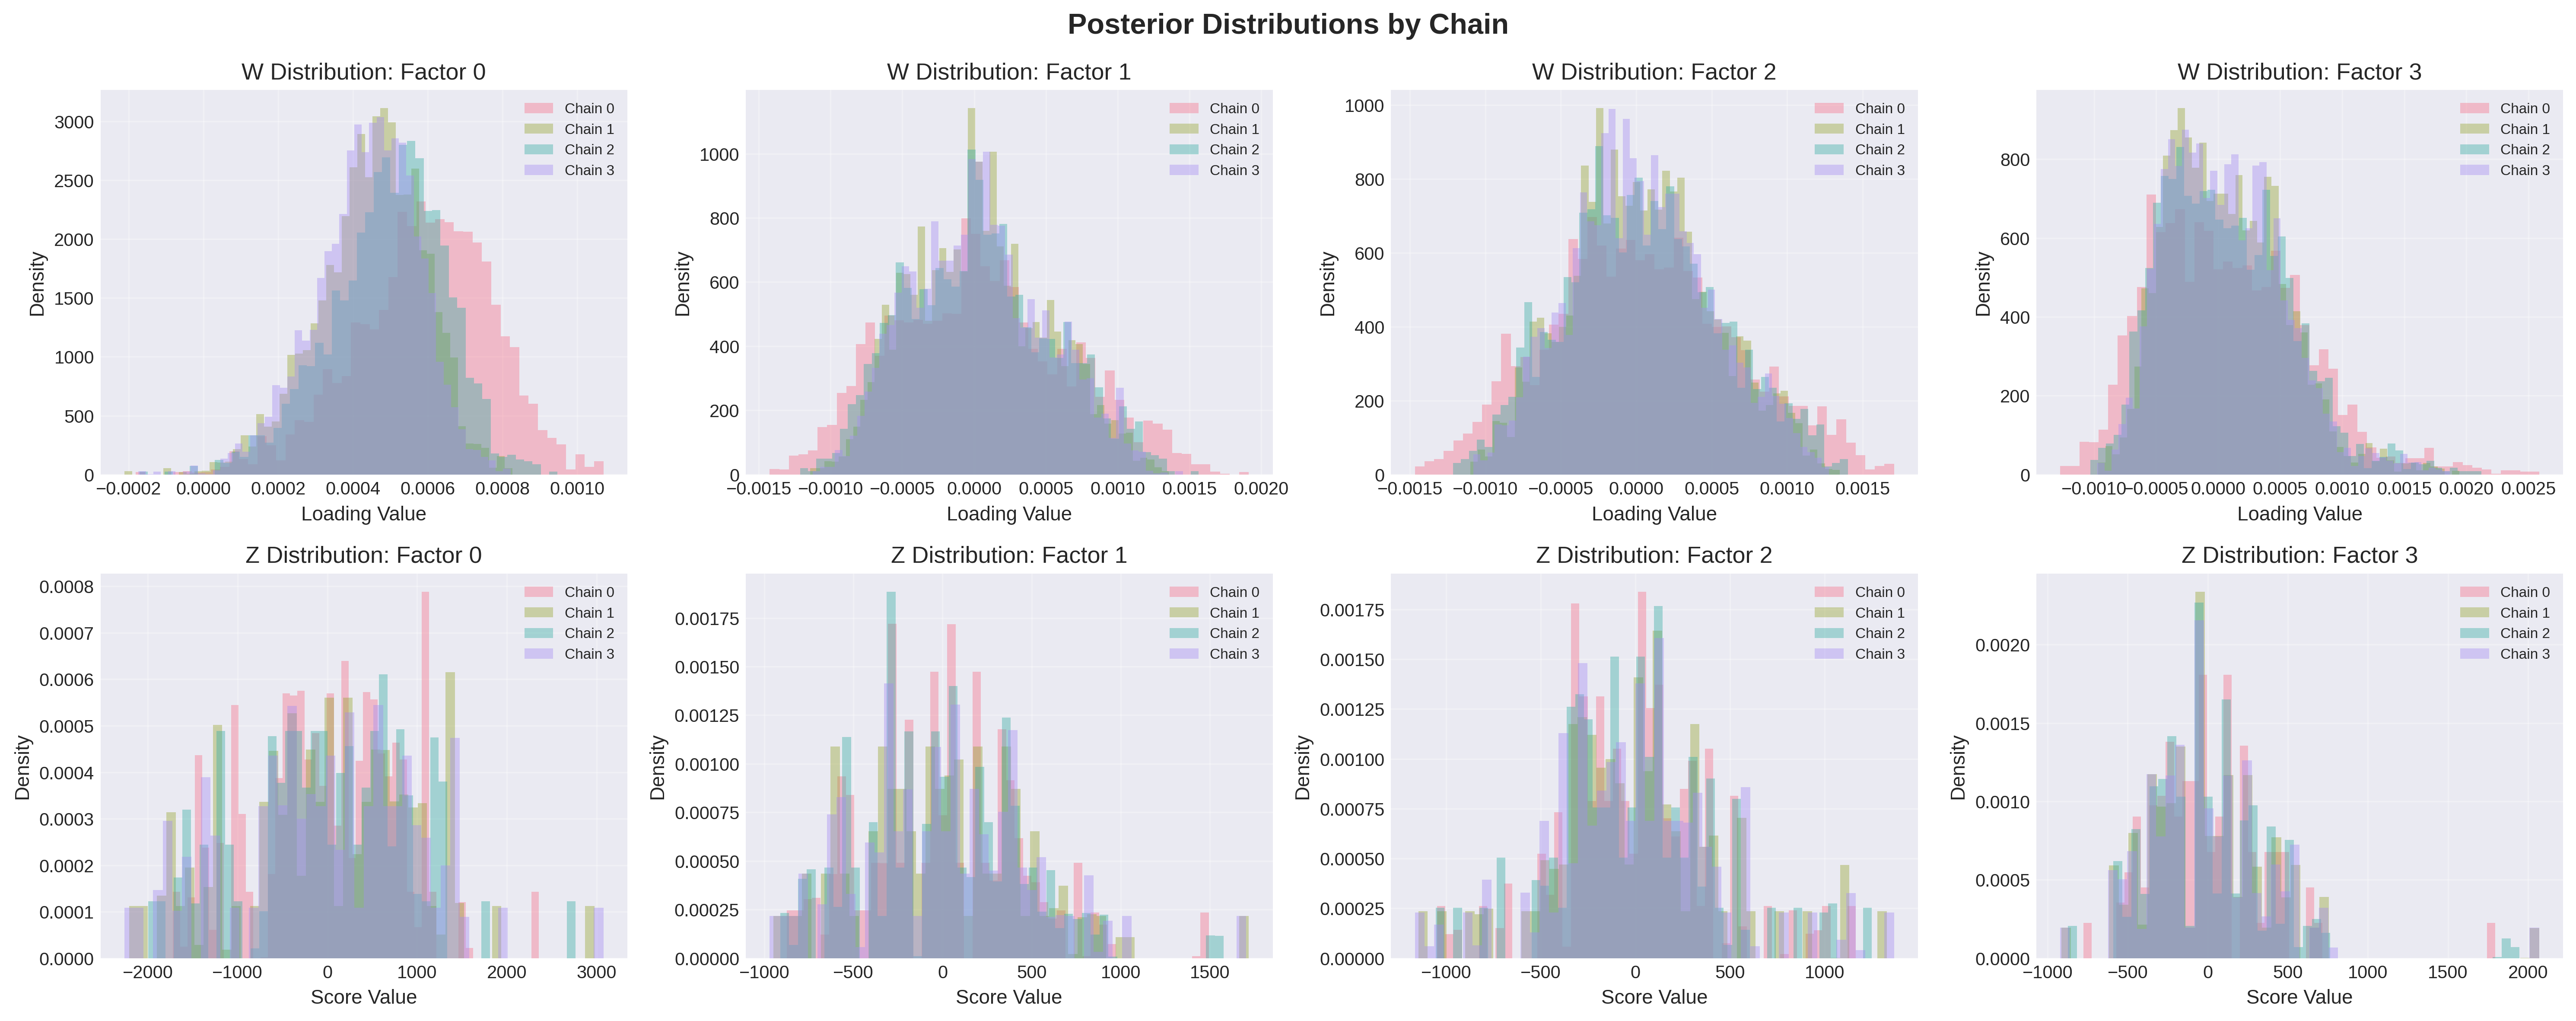 Posterior Distributions by Chain
W Distribution: Factor 0
Density
3000
2500
2000
1500
1000
500
0
−0.0002 0.0000 0.0002 0.0004 0.0006 0.0008 0.0010
Loading Value
Chain 0
Chain 1
Chain 2
Chain 3
W Distribution: Factor 1
Density
1000
800
600
400
200
0
−0.0015 −0.0010 −0.0005 0.0000 0.0005 0.0010 0.0015 0.0020
Loading Value
Chain 0
Chain 1
Chain 2
Chain 3
W Distribution: Factor 2
Density
1000
800
600
400
200
0
−0.0015 −0.0010 −0.0005 0.0000 0.0005 0.0010 0.0015
Loading Value
Chain 0
Chain 1
Chain 2
Chain 3
W Distribution: Factor 3
Density
800
600
400
200
0
−0.0010 −0.0005 0.0000 0.0005 0.0010 0.0015 0.0020 0.0025
Loading Value
Chain 0
Chain 1
Chain 2
Chain 3
Z Distribution: Factor 0
Density
0.0008
0.0007
0.0006
0.0005
0.0004
0.0003
0.0002
0.0001
0.0000
−2000 −1000 0 1000 2000 3000
Score Value
Chain 0
Chain 1
Chain 2
Chain 3
Z Distribution: Factor 1
Density
0.00175
0.00150
0.00125
0.00100
0.00075
0.00050
0.00025
0.00000
−1000 −500 0 500 1000 1500
Score Value
Chain 0
Chain 1
Chain 2
Chain 3
Z Distribution: Factor 2
Density
0.00175
0.00150
0.00125
0.00100
0.00075
0.00050
0.00025
0.00000
−1000 −500 0 500 1000
Score Value
Chain 0
Chain 1
Chain 2
Chain 3
Z Distribution: Factor 3
Density
0.0020
0.0015
0.0010
0.0005
0.0000
−1000 −500 0 500 1000 1500 2000
Score Value
Chain 0
Chain 1
Chain 2
Chain 3